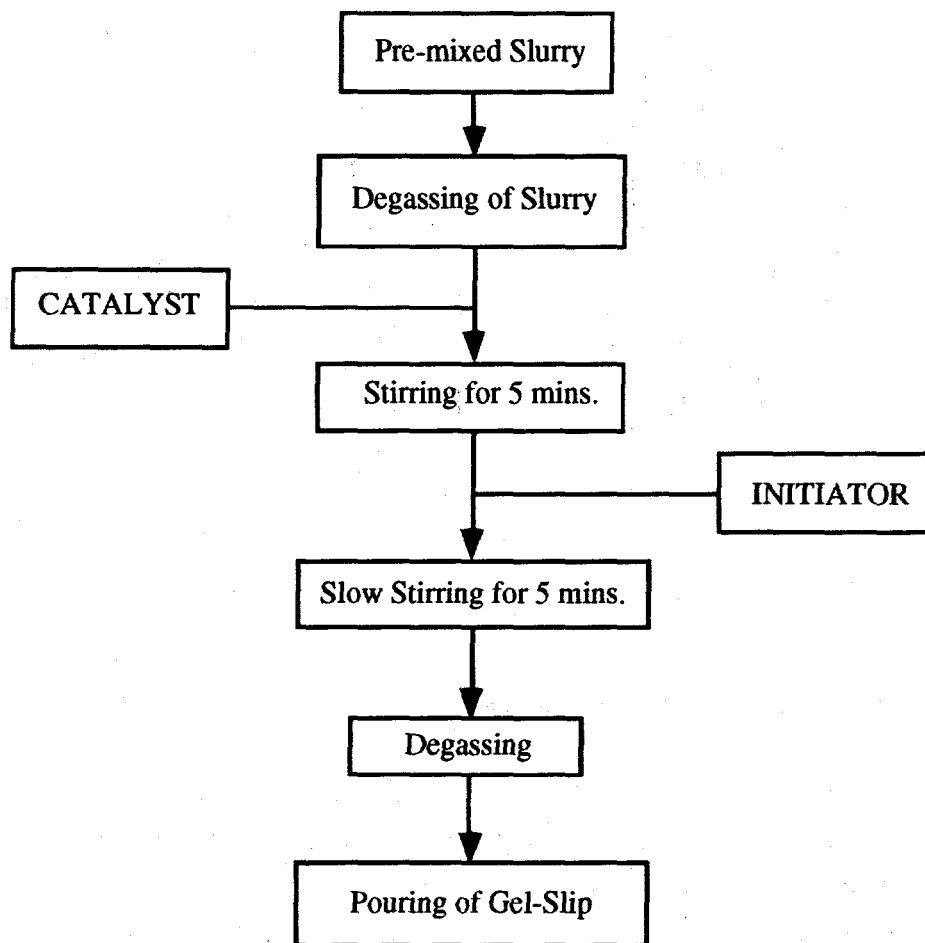 Pre-mixed Slurry
Degassing of Slurry
CATALYST
Stirring for 5 mins.
INITIATOR
Slow Stirring for 5 mins.
Degassing
Pouring of Gel-Slip